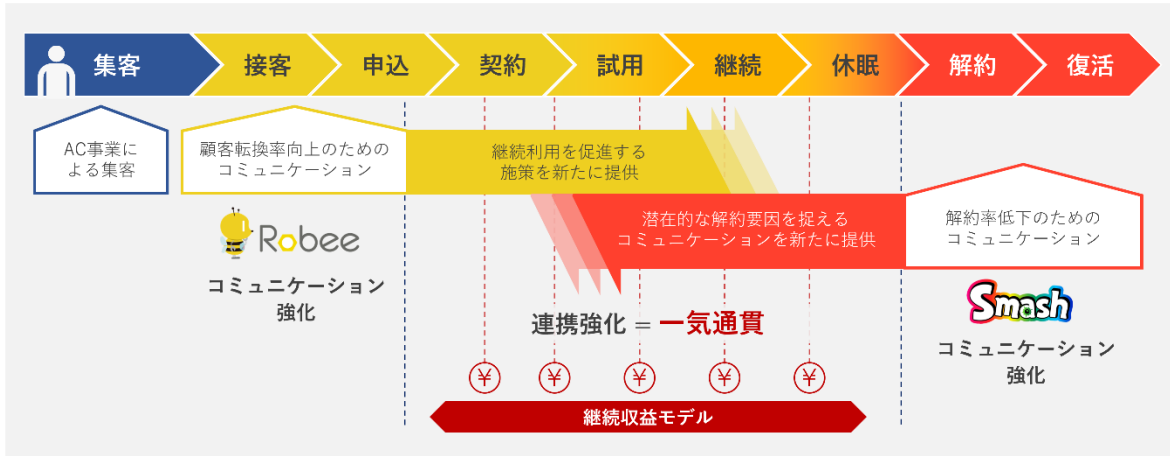 集客
接客
申込
契約
試用
継続
休眠
解約
復活
AC事業に
よる集客
顧客転換率向上のための
コミュニケーション
継続利用を促進する
施策を新たに提供
潜在的な解約要因を捉える
コミュニケーションを新たに提供
解約率低下のための
コミュニケーション
Robee
コミュニケーション
強化
連携強化 = 一気通貫
Smash
コミュニケーション
強化
¥ ¥ ¥ ¥ ¥
継続収益モデル